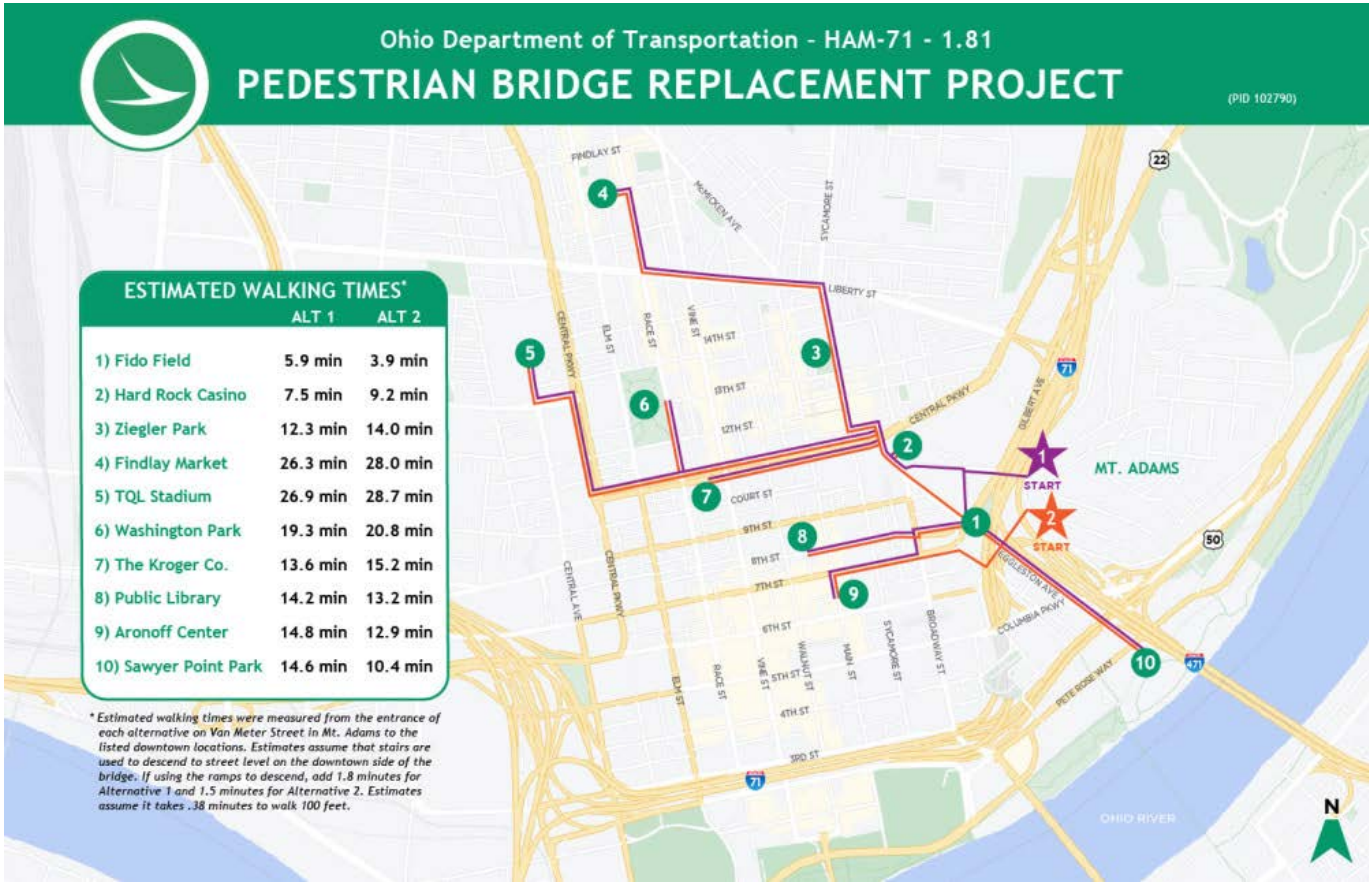 Ohio Department of Transportation - HAM-71 - 1.81
PEDESTRIAN BRIDGE REPLACEMENT PROJECT
(PID 102790)
ESTIMATED WALKING TIMES*
ALT 1 ALT 2
1) Fido Field 5.9 min 3.9 min
2) Hard Rock Casino 7.5 min 9.2 min
3) Ziegler Park 12.3 min 14.0 min
4) Findlay Market 26.3 min 28.0 min
5) TQL Stadium 26.9 min 28.7 min
6) Washington Park 19.3 min 20.8 min
7) The Kroger Co. 13.6 min 15.2 min
8) Public Library 14.2 min 13.2 min
9) Aronoff Center 14.8 min 12.9 min
10) Sawyer Point Park 14.6 min 10.4 min
* Estimated walking times were measured from the entrance of
each alternative on Van Meter Street in Mt. Adams to the
listed downtown locations. Estimates assume that stairs are
used to descend to street level on the downtown side of the
bridge. If using the ramps to descend, add 1.8 minutes for
Alternative 1 and 1.5 minutes for Alternative 2. Estimates
assume it takes .38 minutes to walk 100 feet.
FINDLAY ST
22
4
McMICKEN AVE
SYCAMORE ST
LIBERTY ST
CENTRAL PKWY
ELM ST
RACE ST
VINE ST
14TH ST
3
5
71
13TH ST
GILBERT AVE
6
CENTRAL PKWY
12TH ST
2
1
START
MT. ADAMS
7
COURT ST
2
START
1
9TH ST
8
50
8TH ST
EGGLESTON AVE
CENTRAL AVE
CENTRAL PKWY
7TH ST
9
COLUMBIA PKWY
6TH ST
BROADWAY ST
SYCAMORE ST
MAIN ST
WALNUT ST
10
471
PETE ROSE WAY
ELM ST
RACE ST
VINE ST
5TH ST
4TH ST
3RD ST
71
OHIO RIVER
N